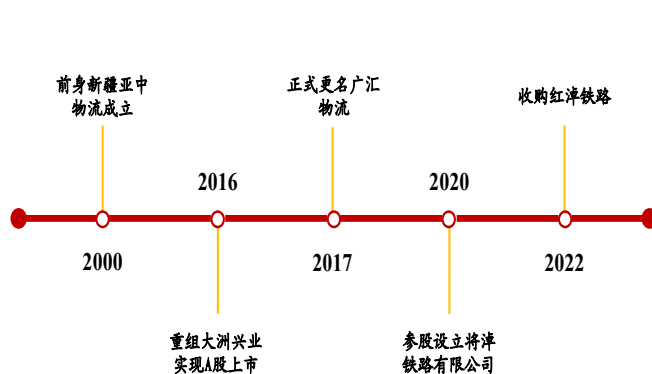 前身新疆亚中
物流成立
正式更名广汇
物流
收购红淖铁路
2016
2020
2000
2017
2022
重组大洲兴业
实现A股上市
参股设立将淖
铁路有限公司